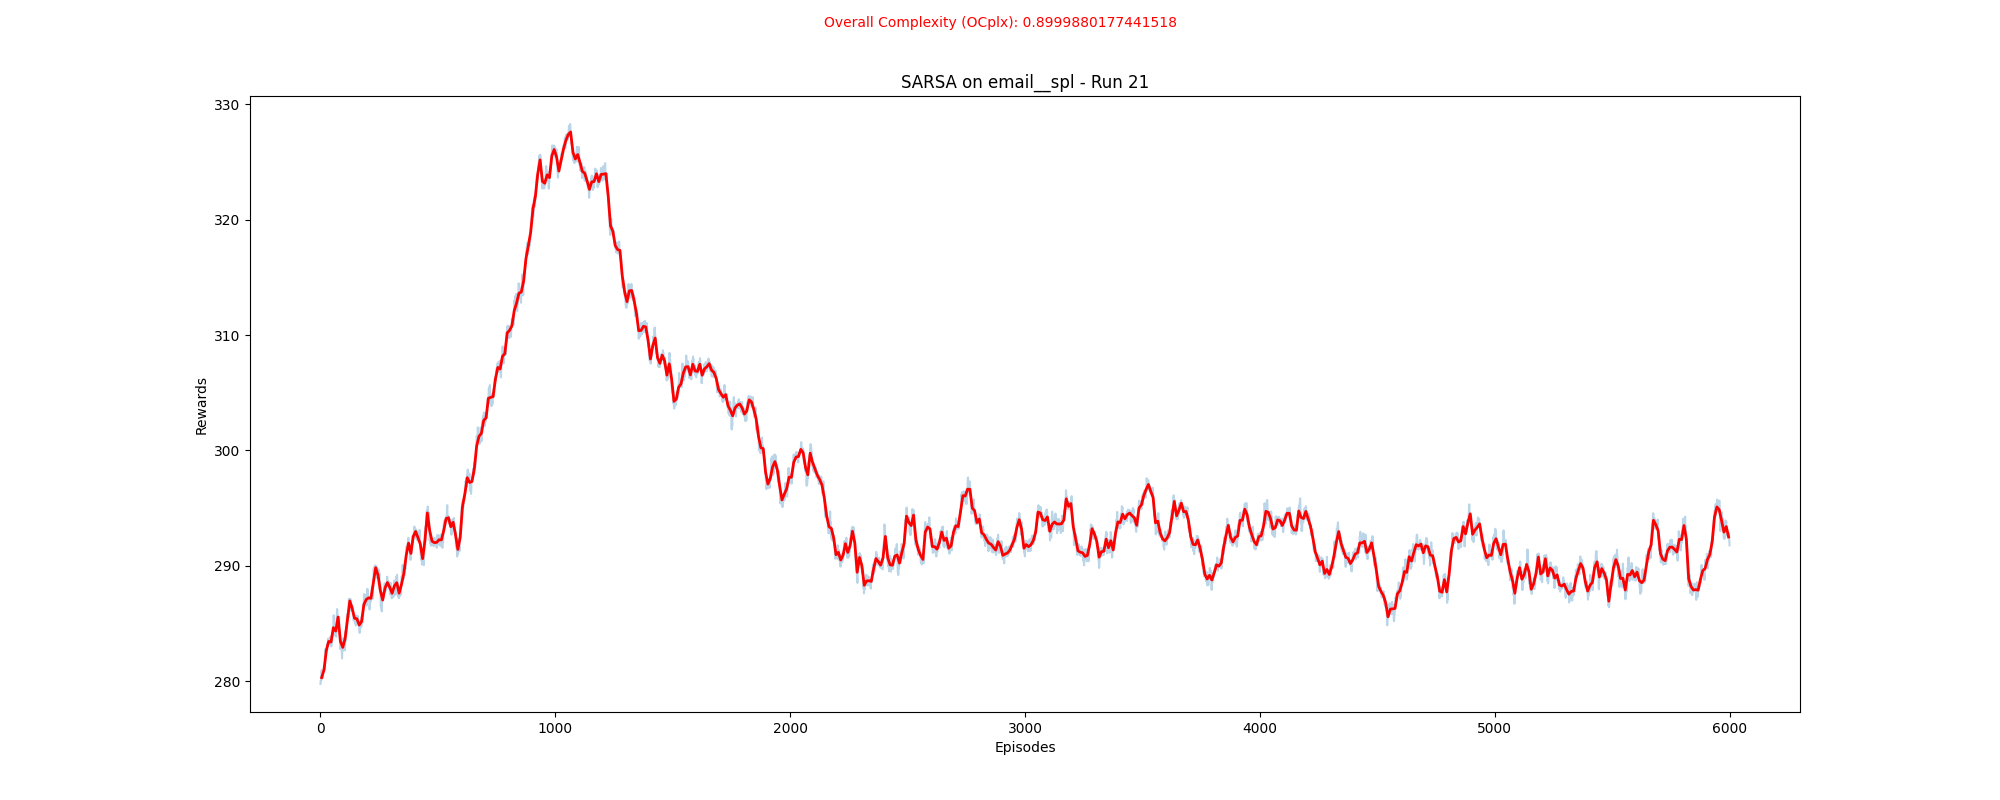 Overall Complexity (OCplx): 0.8999880177441518
SARSA on email__spl - Run 21
330
320
310
300
290
280
Rewards
0 1000 2000 3000 4000 5000 6000
Episodes